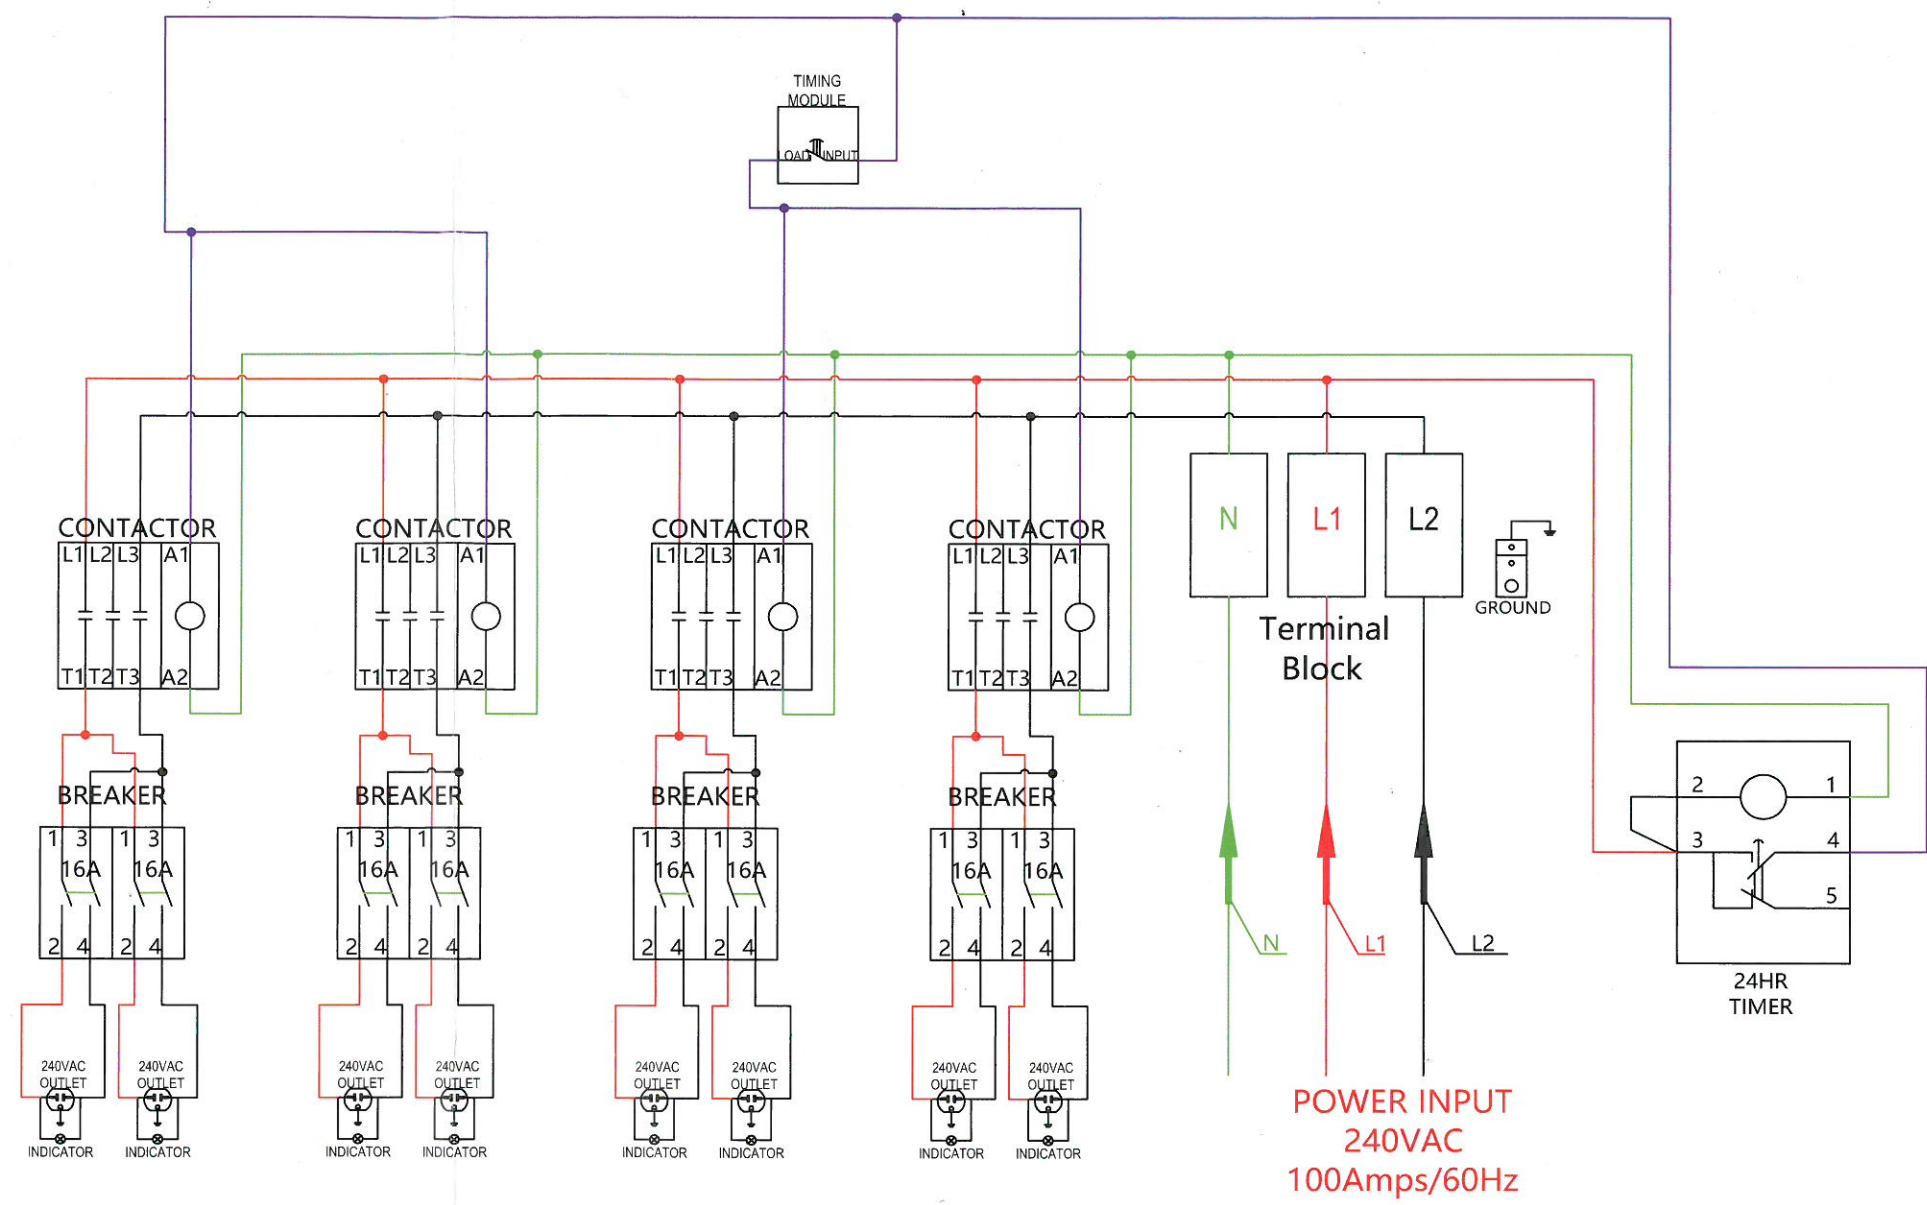 TIMING
MODULE
LOAD INPUT
CONTACTOR CONTACTOR CONTACTOR CONTACTOR
L1 L2 L3 A1 L1 L2 L3 A1 L1 L2 L3 A1 L1 L2 L3 A1
N L1 L2
GROUND
Terminal
Block
T1 T2 T3 A2 T1 T2 T3 A2 T1 T2 T3 A2 T1 T2 T3 A2
BREAKER BREAKER BREAKER BREAKER
2 1
1 3 1 3 1 3 1 3 1 3 1 3 1 3 1 3
3 4
16A 16A 16A 16A 16A 16A 16A 16A
5
2 4 2 4 2 4 2 4 2 4 2 4 2 4 2 4
N L1 L2
24HR
TIMER
240VAC 240VAC 240VAC 240VAC 240VAC 240VAC 240VAC 240VAC
OUTLET OUTLET OUTLET OUTLET OUTLET OUTLET OUTLET OUTLET
INDICATOR INDICATOR INDICATOR INDICATOR INDICATOR INDICATOR INDICATOR INDICATOR
POWER INPUT
240VAC
100Amps/60Hz